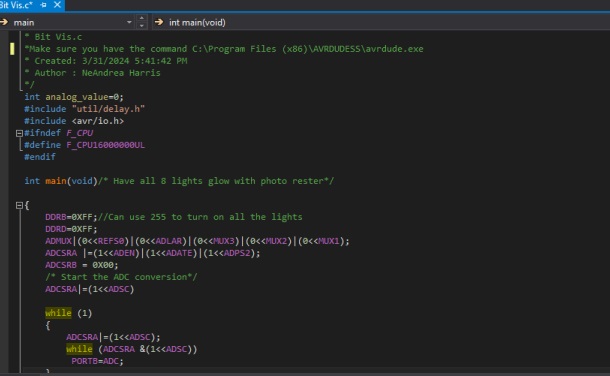 Bit Vis.c*
main
int main(void)
* Bit Vis.c
*Make sure you have the command C:\Program Files (x86)\AVRDUDESS\avrdude.exe
* Created: 3/31/2024 5:41:42 PM
* Author : NeAndrea Harris
*/
int analog_value=0;
#include "util/delay.h"
#include <avr/io.h>
#ifndef F_CPU
#define F_CPU16000000UL
#endif
int main(void)/* Have all 8 lights glow with photo rester*/
{
DDRB=0XFF;//Can use 255 to turn on all the lights
DDRD=0XFF;
ADMUX|(0<<REFS0)|(0<<ADLAR)|(0<<MUX3)|(0<<MUX2)|(0<<MUX1);
ADCSRA |=(1<<ADEN)|(1<<ADATE)|(1<<ADPS2);
ADCSRB = 0X00;
/* Start the ADC conversion*/
ADCSRA|=(1<<ADSC)
while (1)
{
ADCSRA|=(1<<ADSC);
while (ADCSRA &(1<<ADSC))
PORTB=ADC;
}